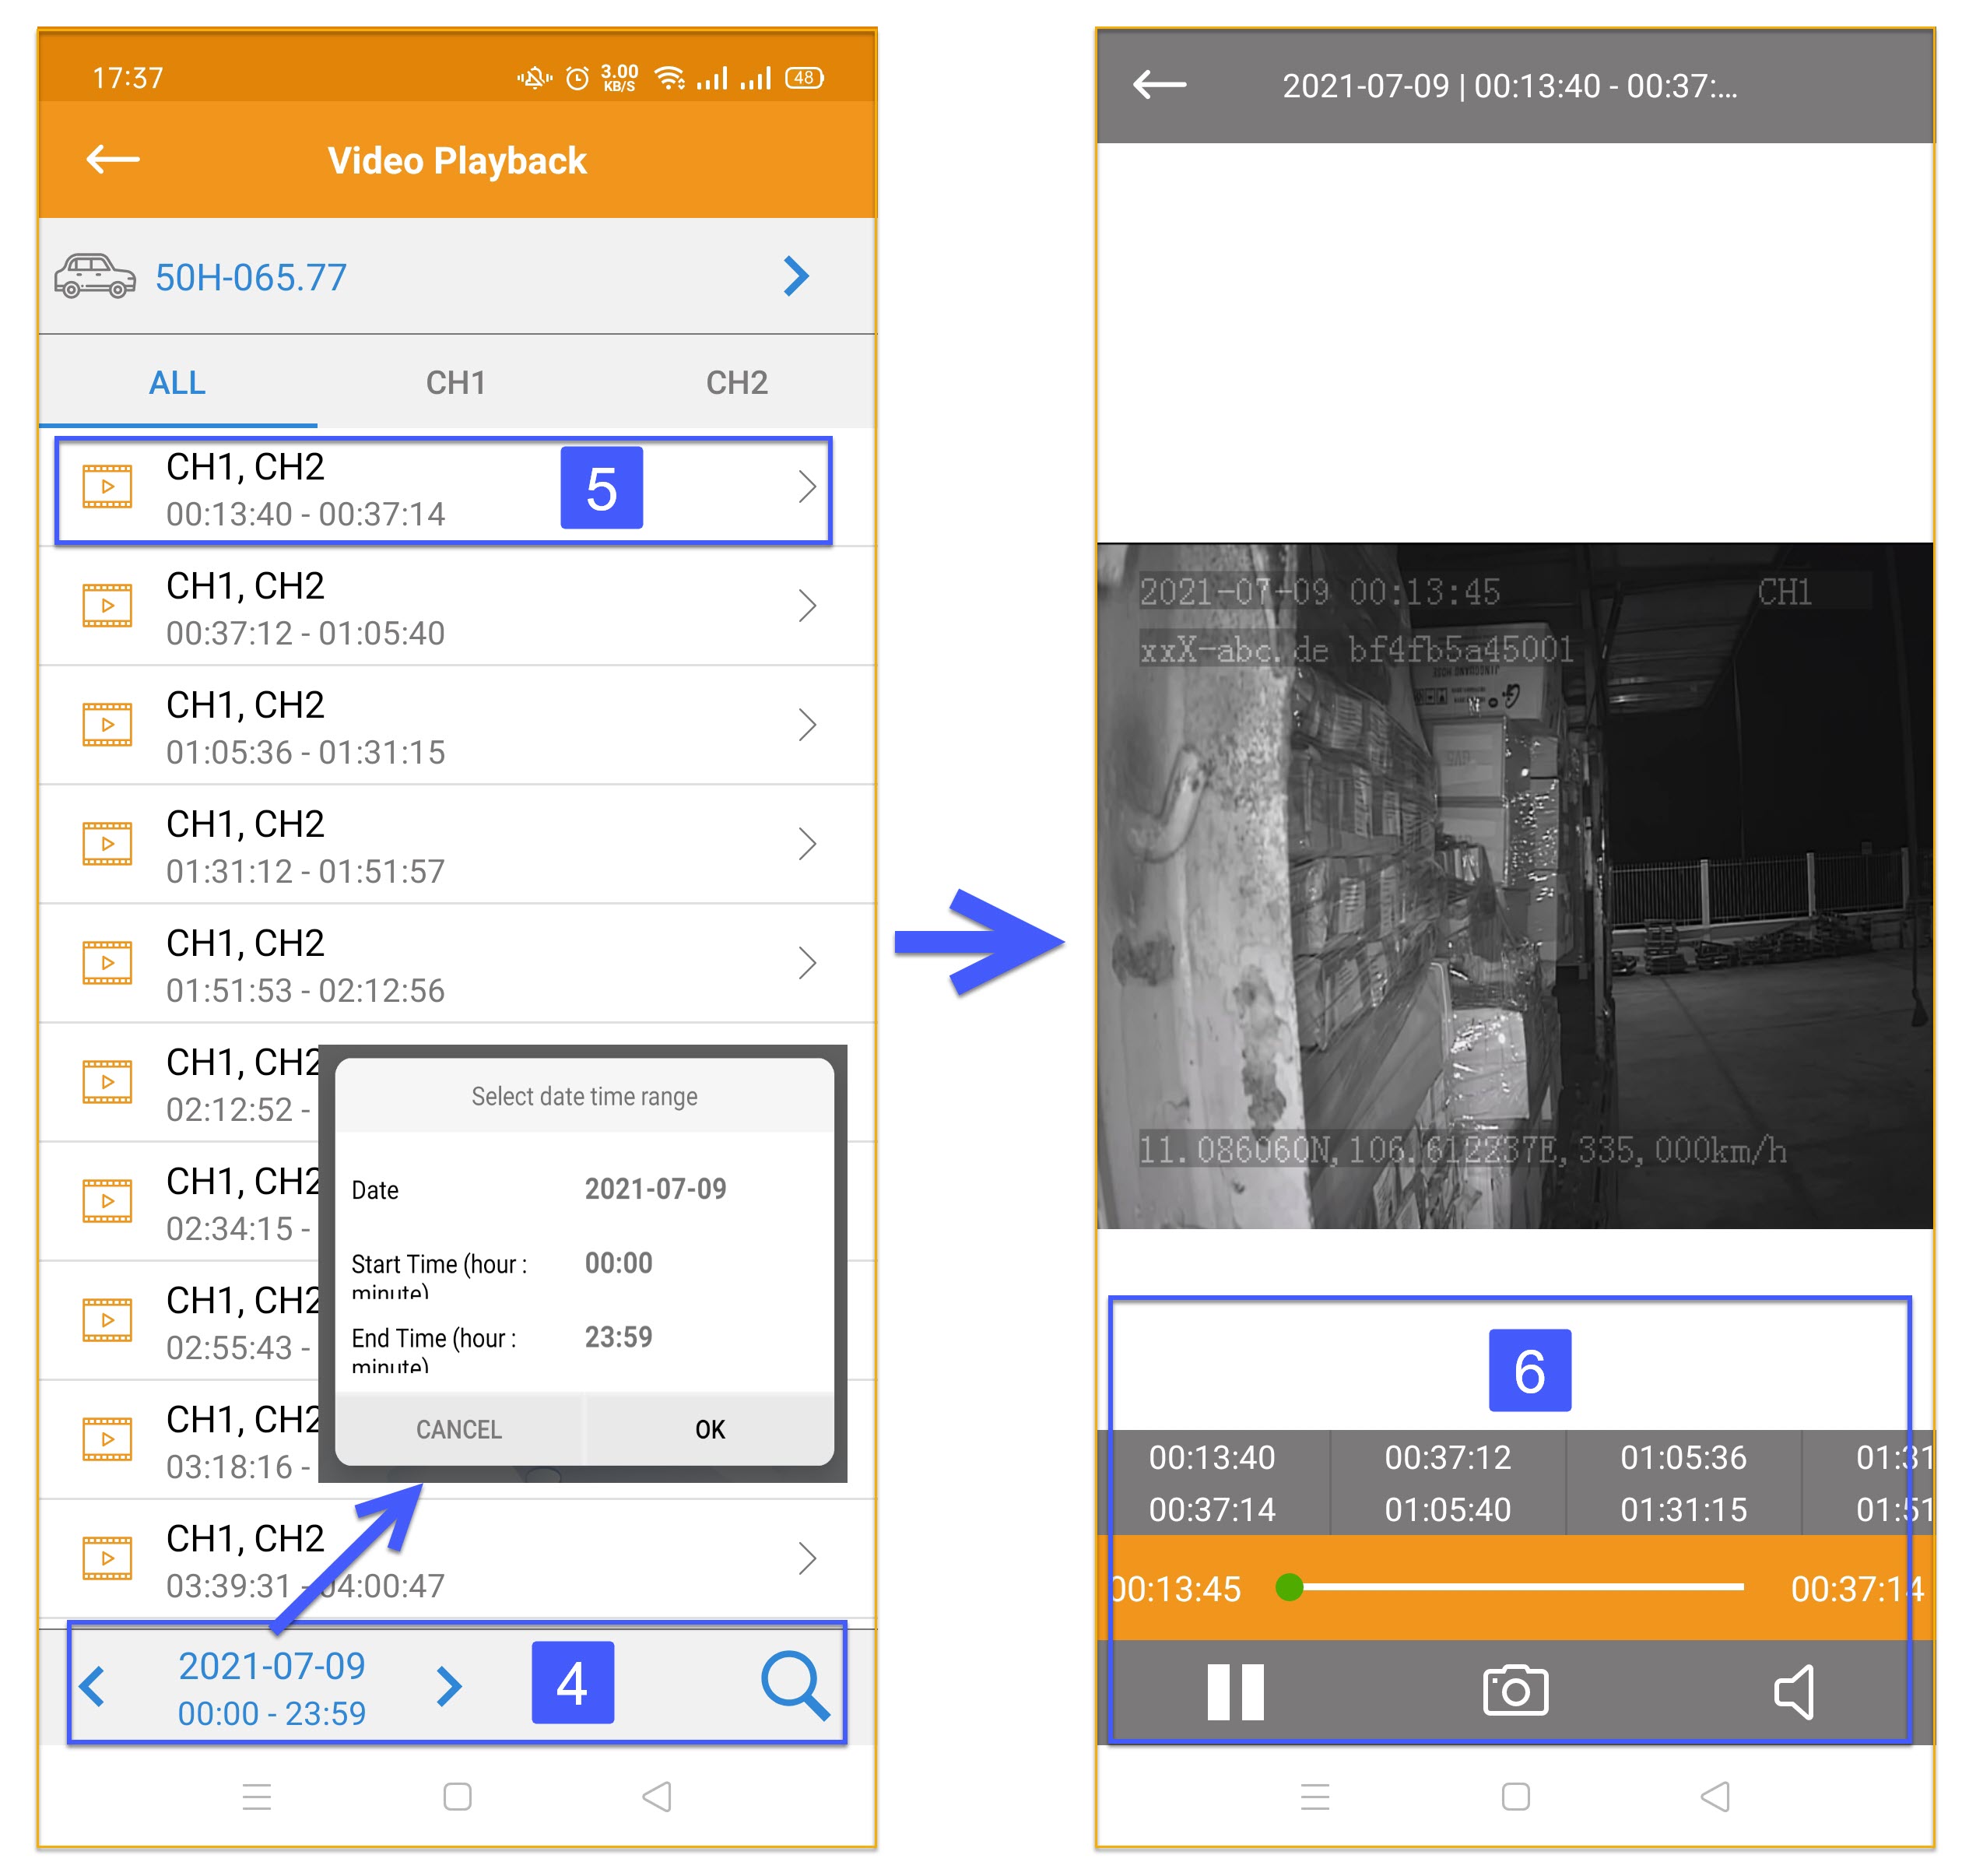 17:37
3.00
KB/S
48
Video Playback
50H-065.77
ALL CH1 CH2
CH1, CH2
00:13:40 - 00:37:14
5
CH1, CH2
00:37:12 - 01:05:40
CH1, CH2
01:05:36 - 01:31:15
CH1, CH2
01:31:12 - 01:51:57
CH1, CH2
01:51:53 - 02:12:56
CH1, CH2
02:12:52 -
CH1, CH2
02:34:15 -
CH1, CH2
02:55:43 -
CH1, CH2
03:18:16 -
CH1, CH2
03:39:31 - 04:00:47
Select date time range
Date 2021-07-09
Start Time (hour : 00:00
minute)
End Time (hour : 23:59
minute)
CANCEL OK
2021-07-09
00:00 - 23:59
4
2021-07-09 | 00:13:40 - 00:37:...
2021-07-09 00:13:45 CH1
xxX-abc.de bf4fb5a45001
11.086060N,106.612237E,335,000km/h
6
00:13:40 00:37:12 01:05:36 01:31
00:37:14 01:05:40 01:31:15 01:51
00:13:45 00:37:14